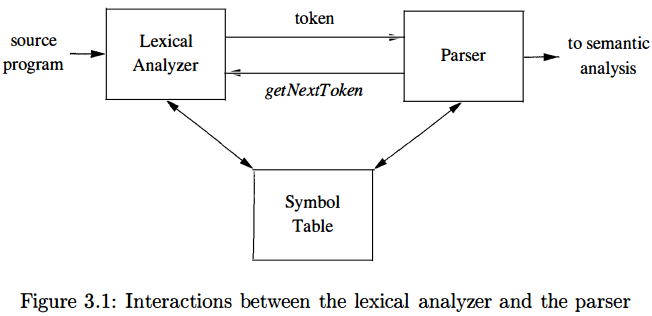 token
source
program
Lexical
Analyzer
Parser
to semantic
analysis
getNextToken
Symbol
Table
Figure 3.1: Interactions between the lexical analyzer and the parser